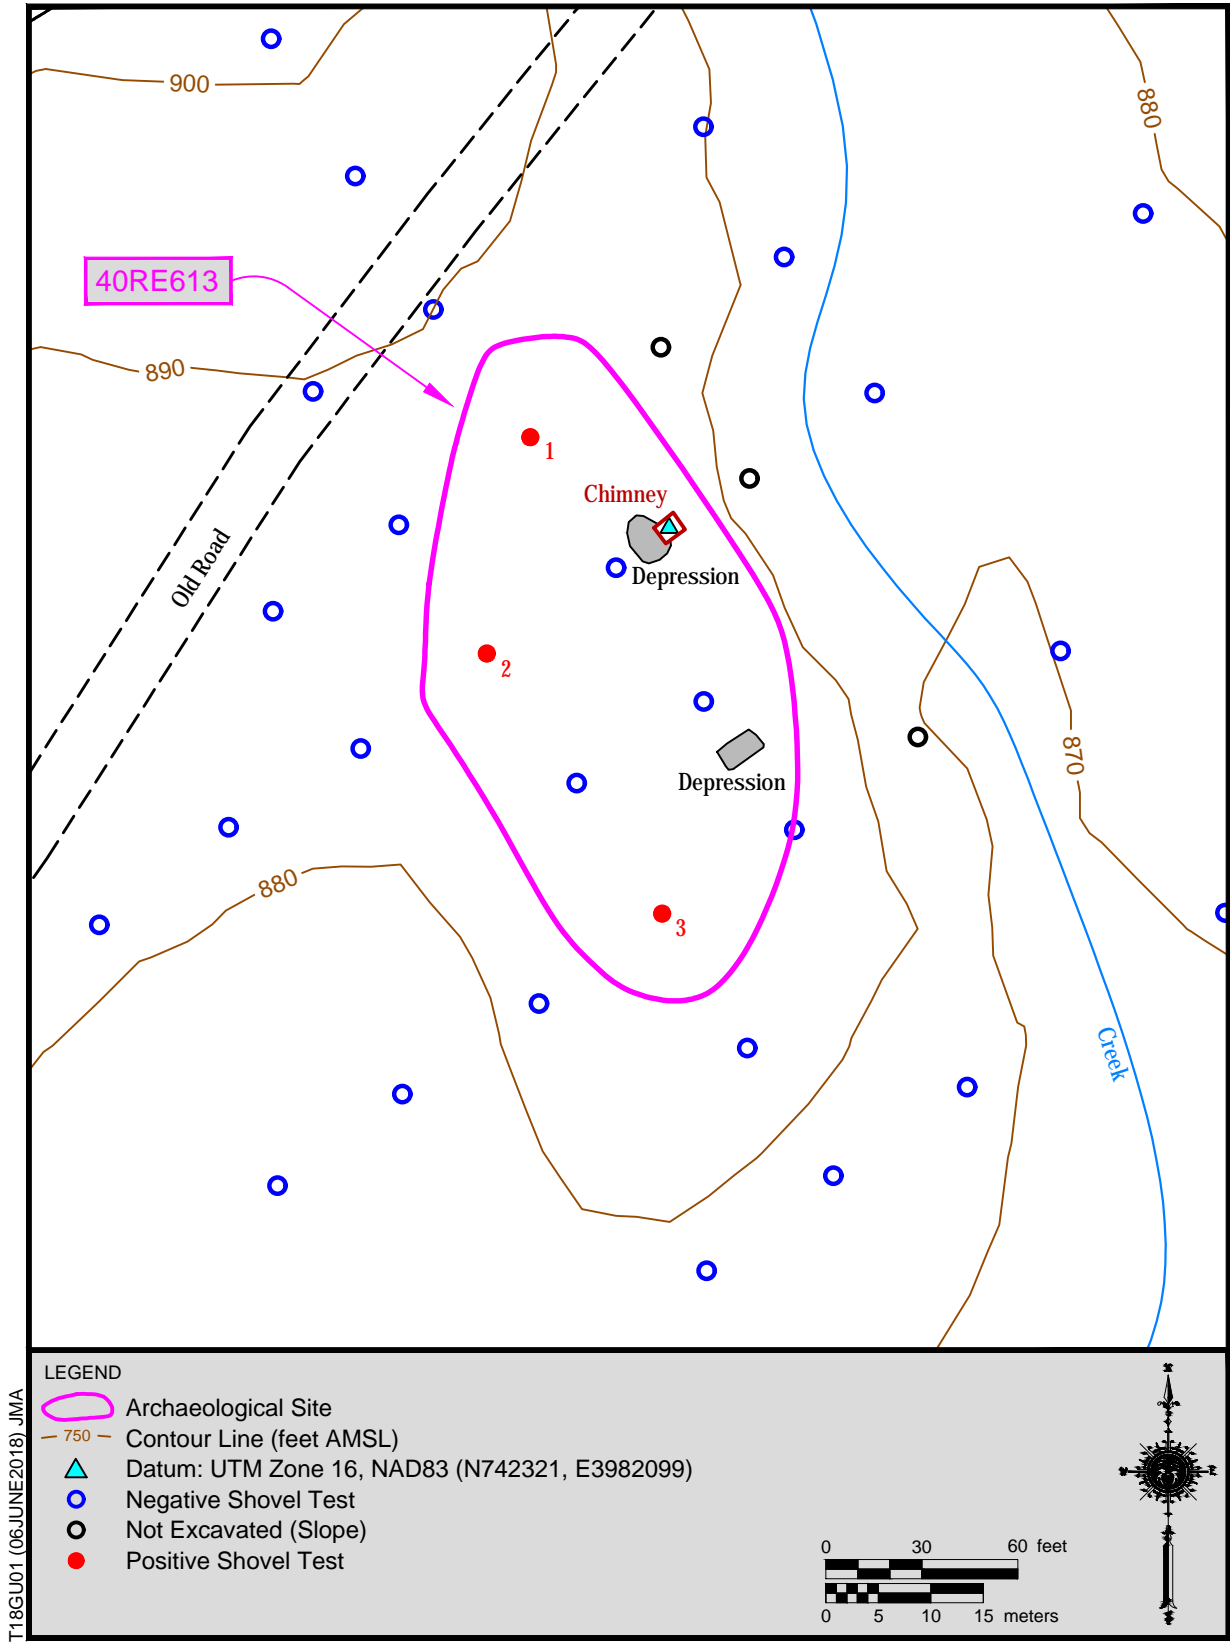 900
880
40RE613
890
1
Chimney
Depression
Old Road
2
870
Depression
880
3
Creek
LEGEND
Archaeological Site
750
Contour Line (feet AMSL)
Datum: UTM Zone 16, NAD83 (N742321, E3982099)
Negative Shovel Test
Not Excavated (Slope)
Positive Shovel Test
0 30 60 feet
0 5 10 15 meters
T18GU01 (06JUNE2018) JMA